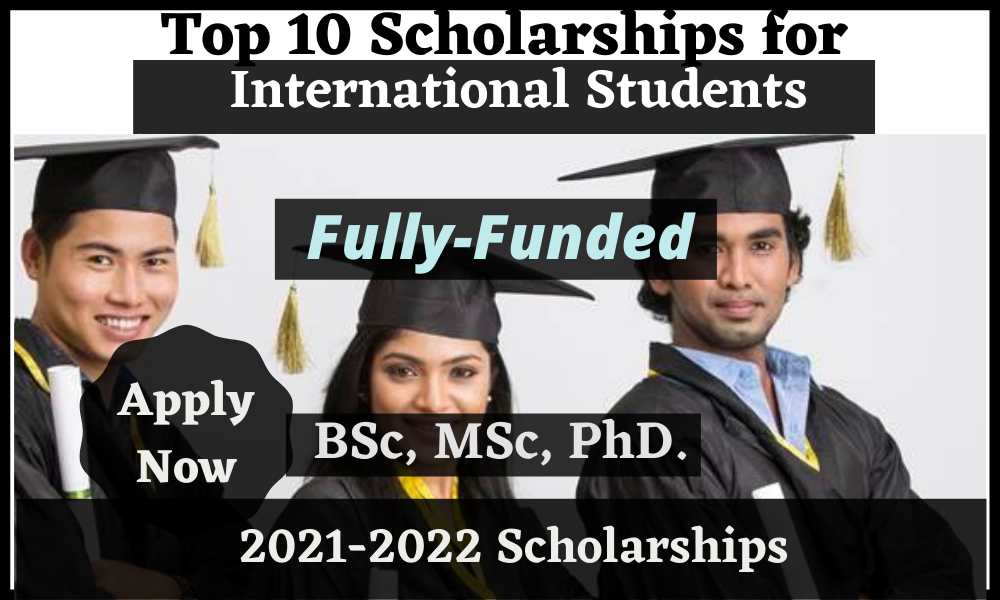 Top 10 Scholarships for
International Students
Fully-Funded
Apply
Now
BSc, MSc, PhD.
2021-2022 Scholarships